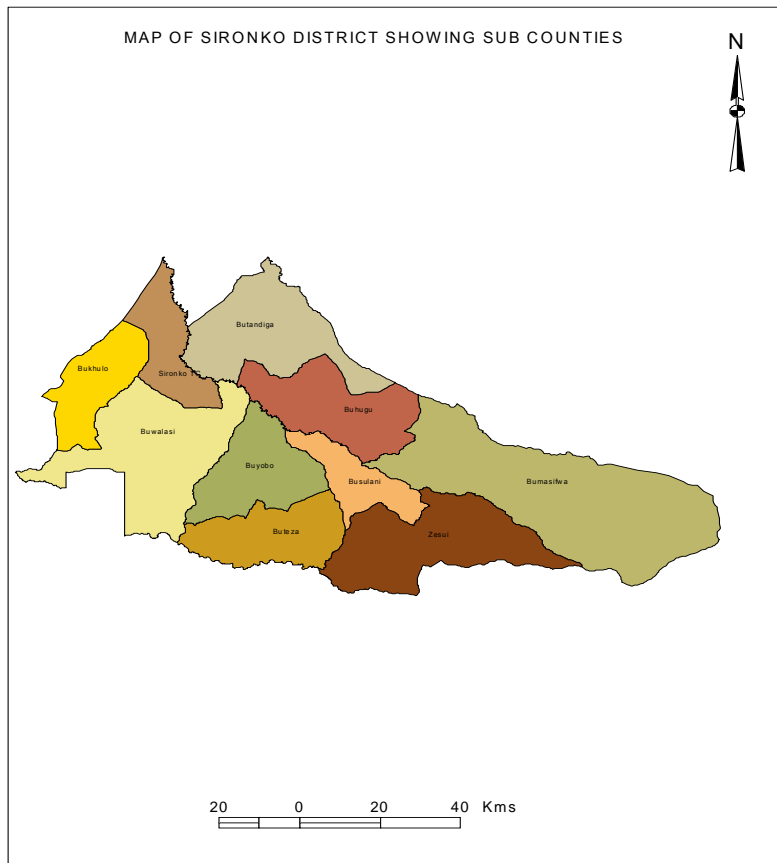 MAP OF SIRONKO DISTRICT SHOWING SUB COUNTIES
N
Butandiga
Bukhulo
Sironko TC
Buhugu
Buwalasi
Buyobo
Busulani
Bumasifwa
Buteza
Zesui
20 0 20 40 Kms